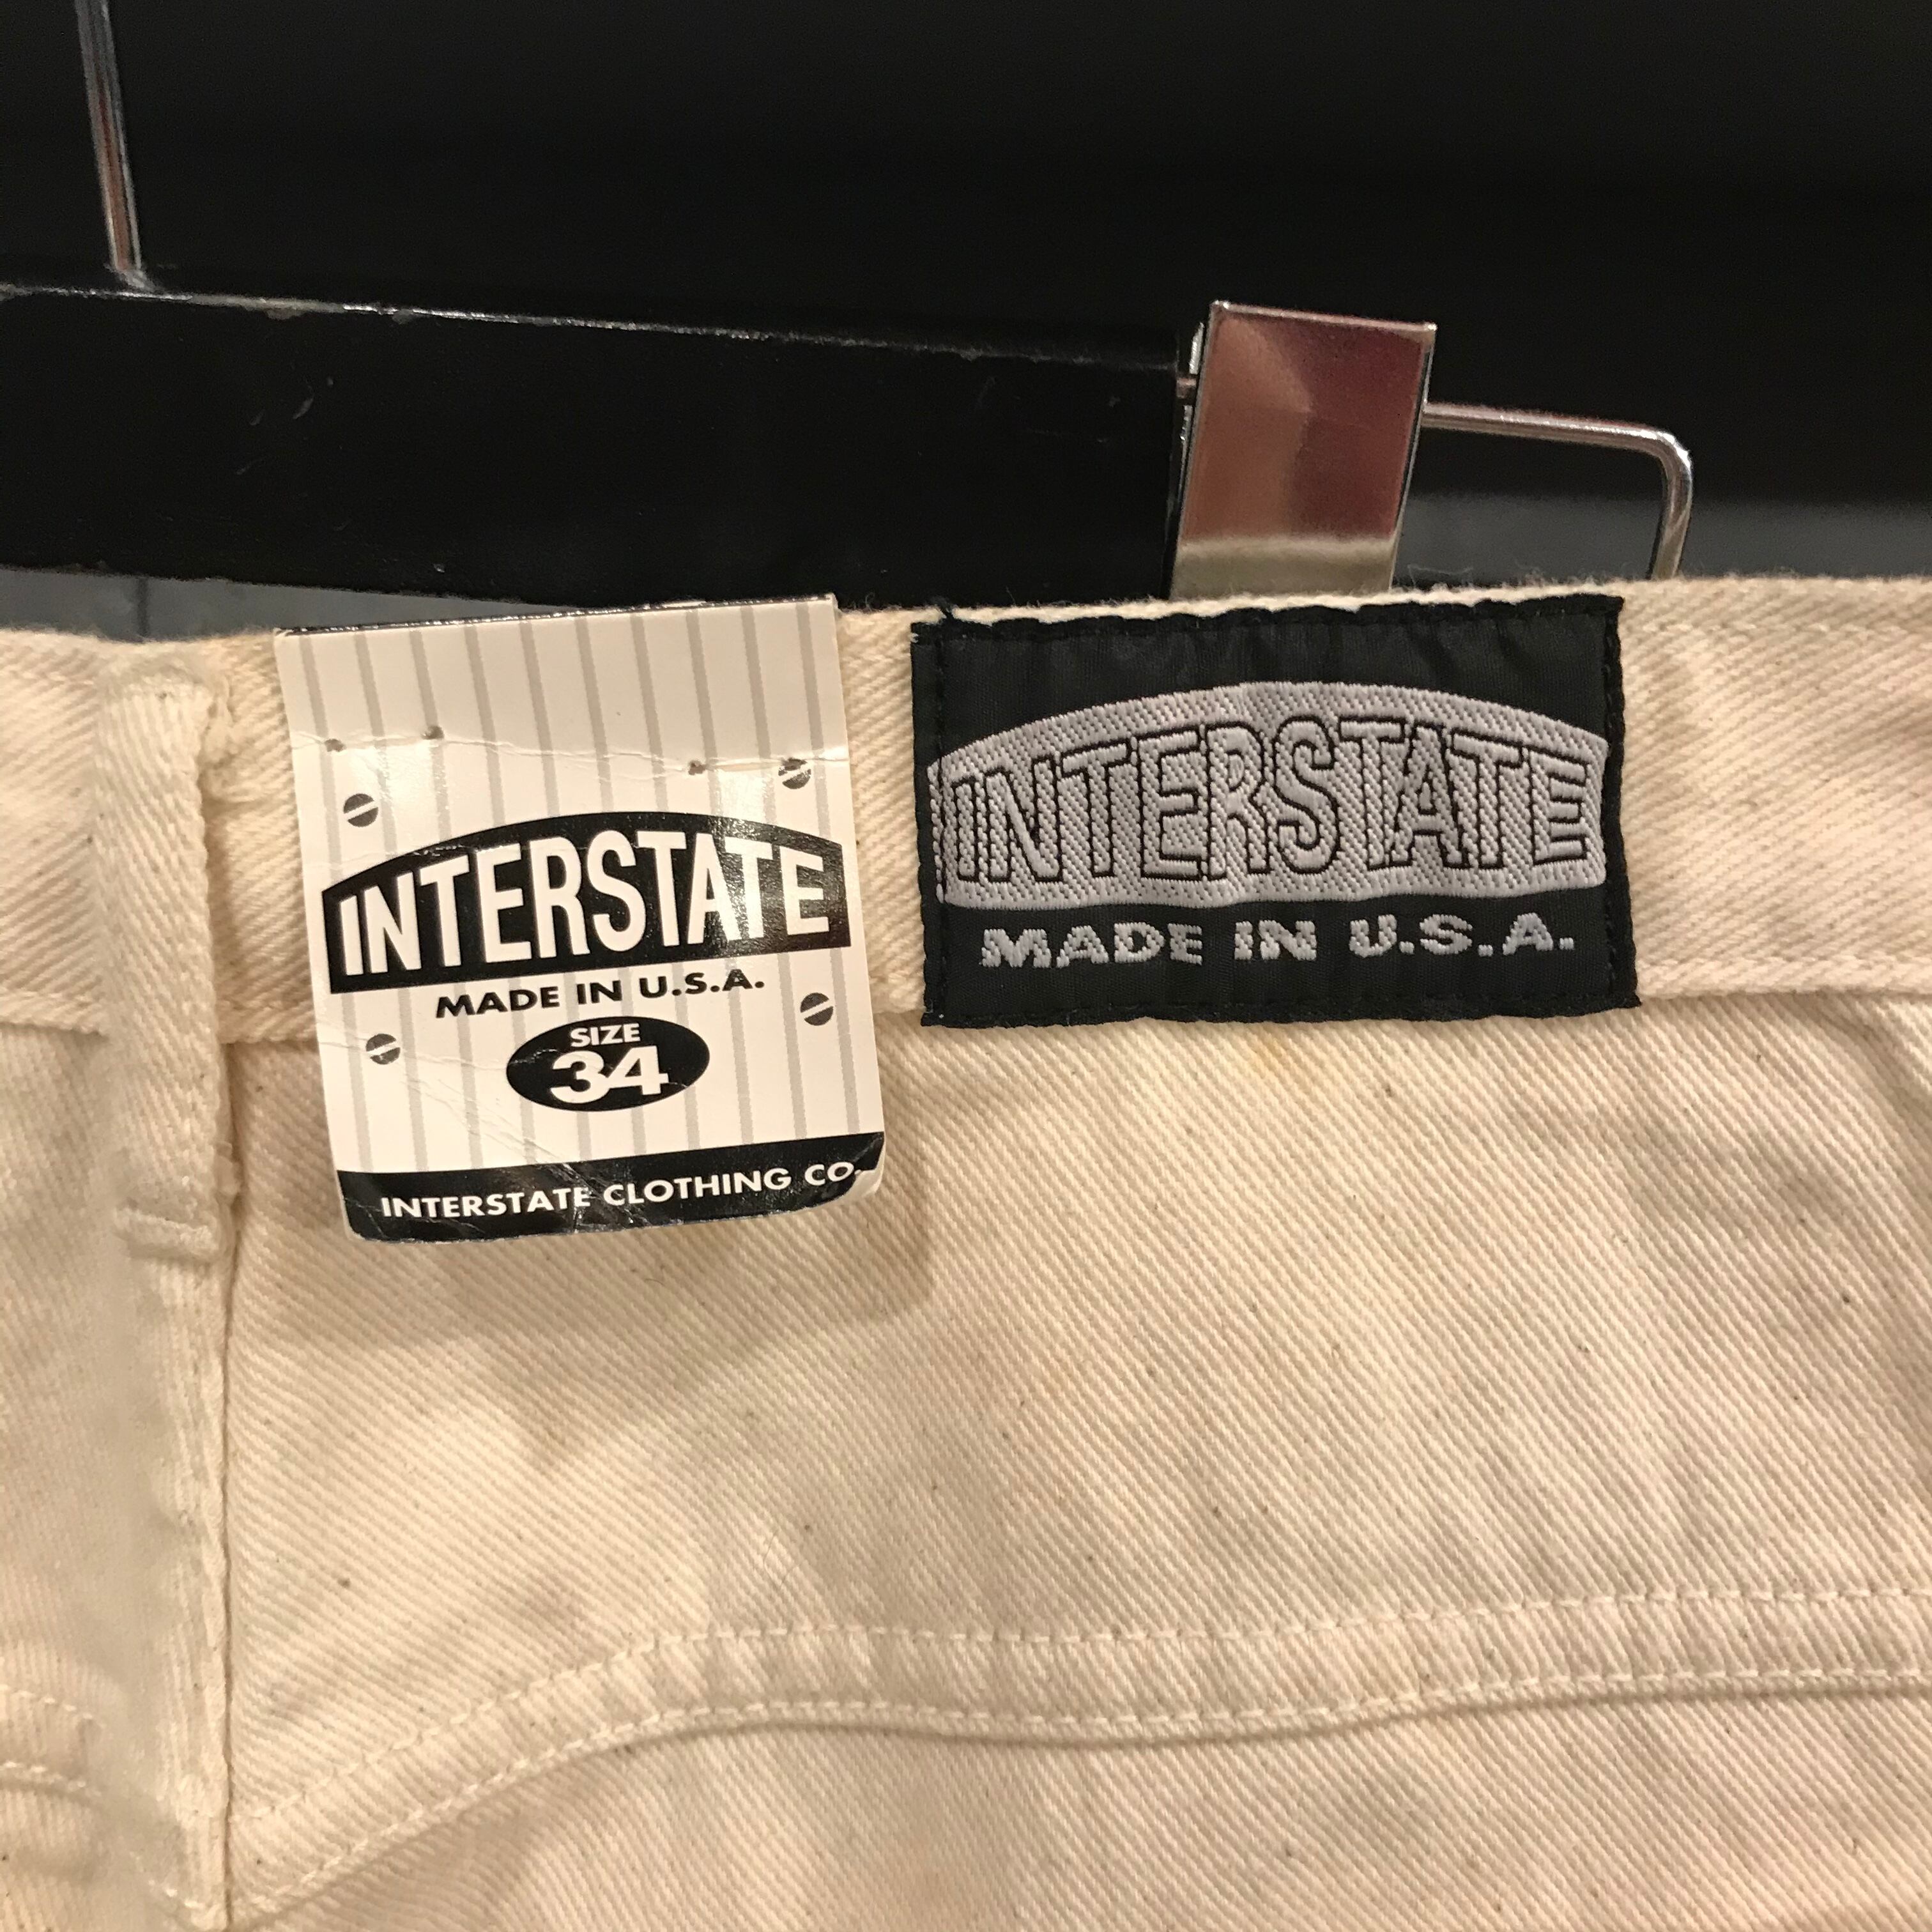 INTERSTATE
MADE IN U.S.A.
SIZE
34
INTERSTATE CLOTHING CO.
INTERSTATE
MADE IN U.S.A.